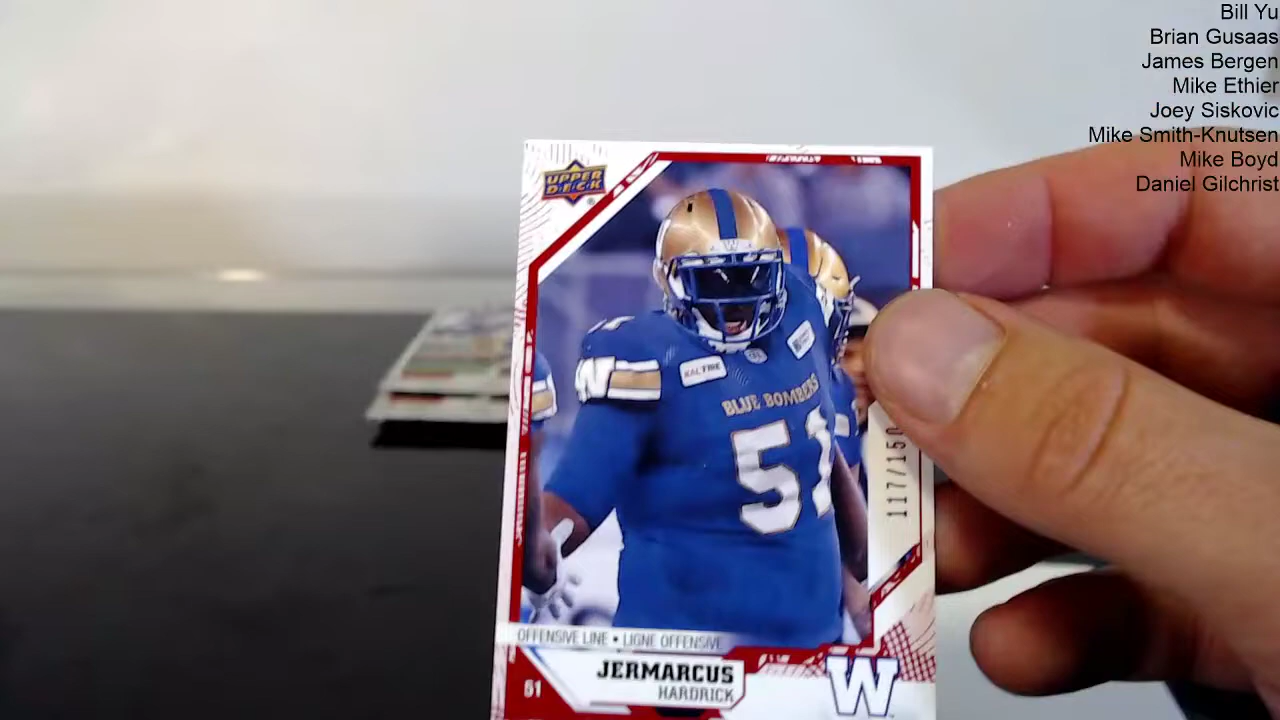 Bill Yu
Brian Gusaas
James Bergen
Mike Ethier
Joey Siskovic
Mike Smith-Knutsen
Mike Boyd
Daniel Gilchrist
UPPER
DECK
W
W
KALTIRE
BLUE BOMBERS
51
117/150
OFFENSIVE LINE • LIGNE OFFENSIVE
JERMARCUS
HARDRICK
51
W